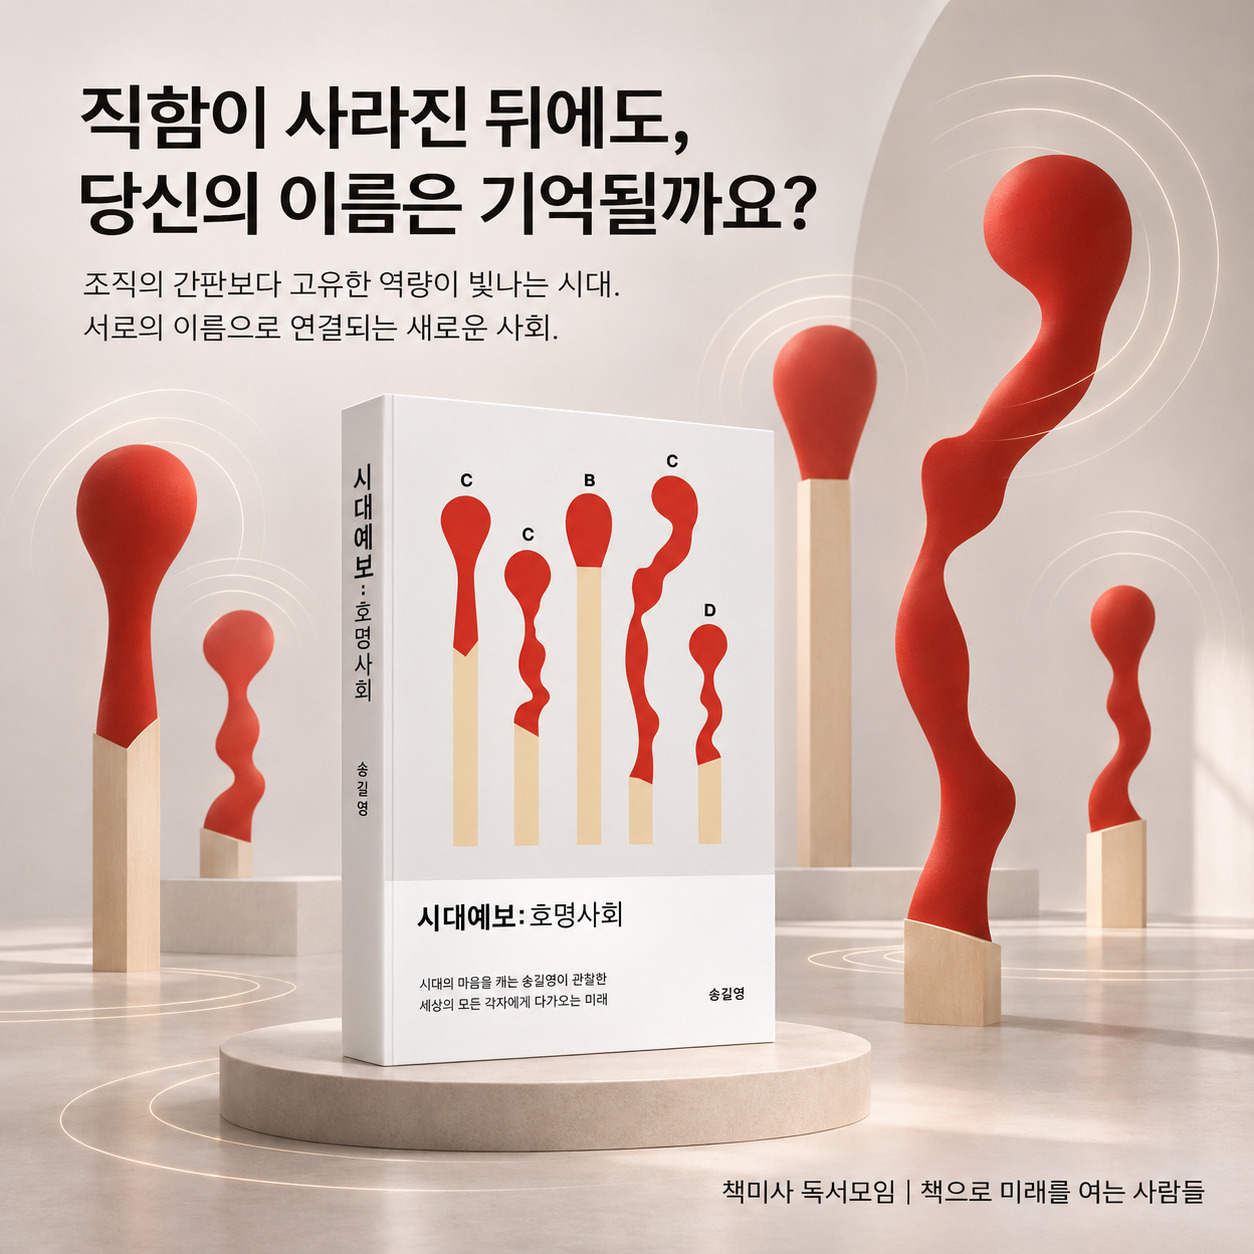 직함이 사라진 뒤에도,
당신의 이름은 기억될까요?
조직의 간판보다 고유한 역량이 빛나는 시대.
서로의 이름으로 연결되는 새로운 사회.
시대예보: 호명사회
송길영
C
C
B
C
D
시대예보: 호명사회
시대의 마음을 캐는 송길영이 관찰한
세상의 모든 각자에게 다가오는 미래
송길영
책미사 독서모임 | 책으로 미래를 여는 사람들